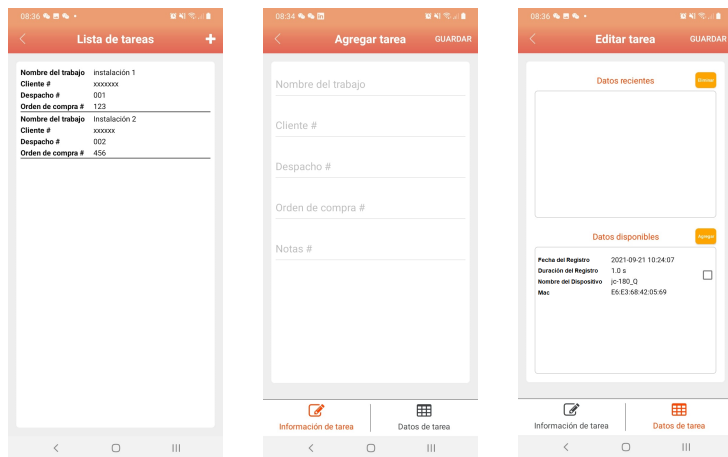 08:36
Lista de tareas
Nombre del trabajo instalación 1
Cliente # xxxxxxx
Despacho # 001
Orden de compra # 123
Nombre del trabajo Instalación 2
Cliente # xxxxxx
Despacho # 002
Orden de compra # 456
08:34
Agregar tarea GUARDAR
Nombre del trabajo
Cliente #
Despacho #
Orden de compra #
Notas #
Información de tarea Datos de tarea
08:36
Editar tarea GUARDAR
Datos recientes
Datos disponibles Agregar
Fecha del Registro 2021-09-21 10:24:07
Duración del Registro 1.0 s
Nombre del Dispositivo jc-180_Q
Mac E6:E3:68:42:05:69
Información de tarea Datos de tarea